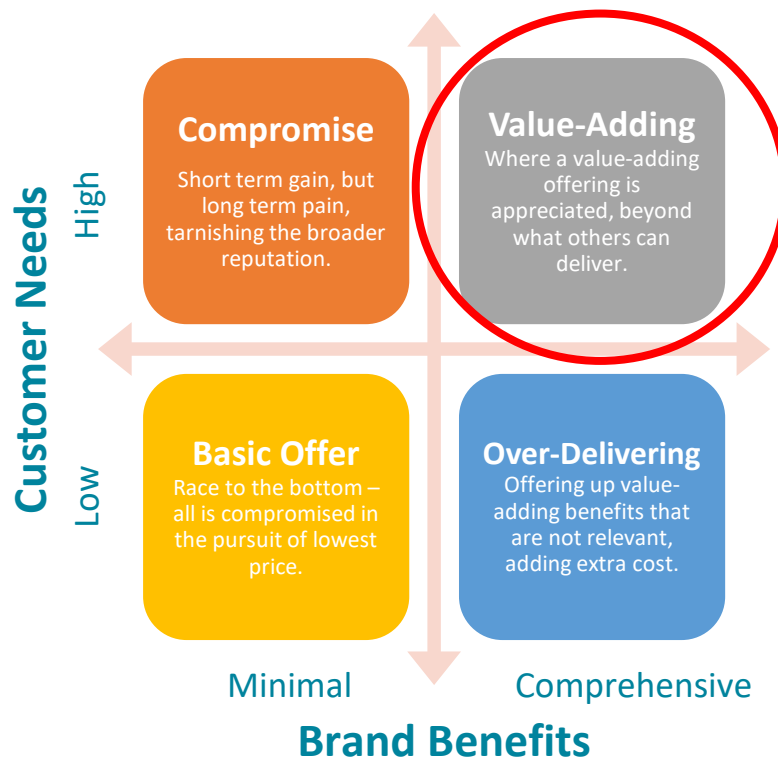 Customer Needs
High
Low
Compromise
Short term gain, but
long term pain,
tarnishing the broader
reputation.
Value-Adding
Where a value-adding
offering is
appreciated, beyond
what others can
deliver.
Basic Offer
Race to the bottom –
all is compromised in
the pursuit of lowest
price.
Over-Delivering
Offering up value-
adding benefits that
are not relevant,
adding extra cost.
Minimal
Comprehensive
Brand Benefits